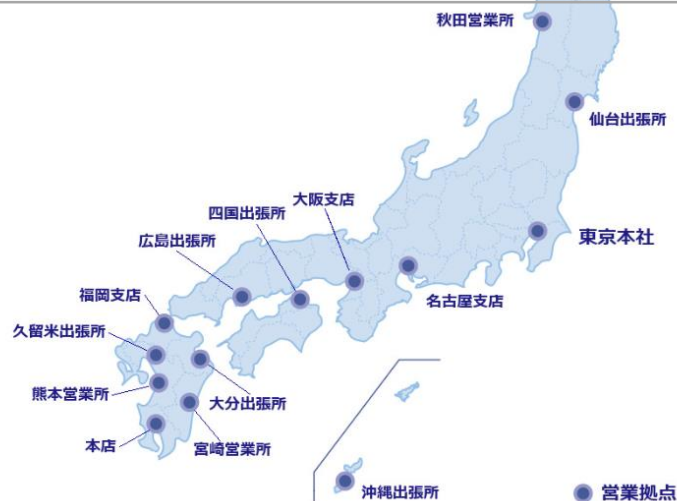 秋田営業所
仙台出張所
大阪支店
四国出張所
広島出張所
東京本社
福岡支店
名古屋支店
久留米出張所
熊本営業所
大分出張所
本店
宮崎営業所
沖縄出張所
営業拠点